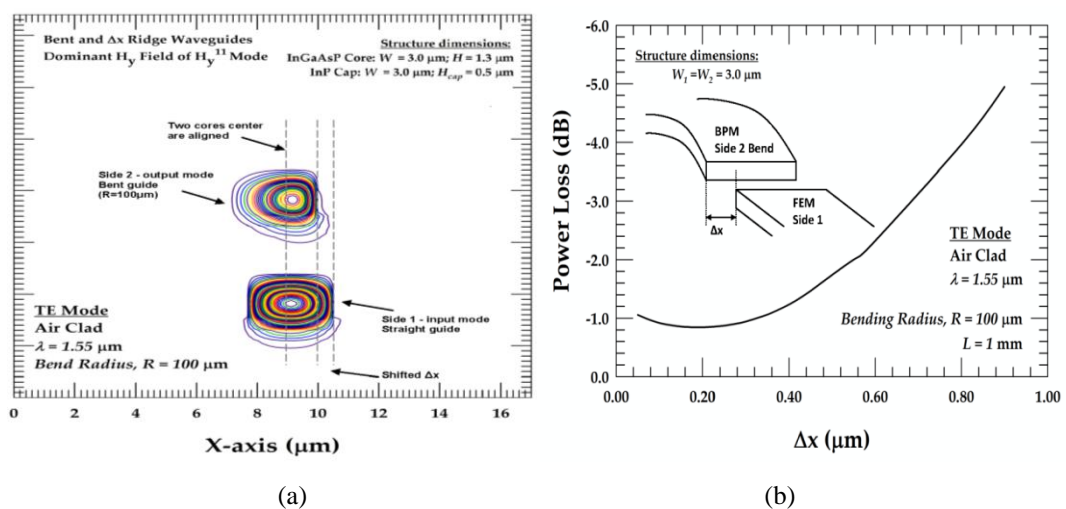 Bent and Δx Ridge Waveguides
Dominant Hy Field of Hy¹¹ Mode
Structure dimensions:
InGaAsP Core: W = 3.0 μm; H = 1.3 μm
InP Cap: W = 3.0 μm; Hcap = 0.5 μm
Two cores center
are aligned
Side 2 - output mode
Bent guide
(R=100μm)
Side 1 - input mode
Straight guide
TE Mode
Air Clad
λ = 1.55 μm
Bend Radius, R = 100 μm
Shifted Δx
0 2 4 6 8 10 12 14 16
X-axis (μm)
(a)
Power Loss (dB)
-6.0
-5.0
-4.0
-3.0
-2.0
-1.0
0.0
Structure dimensions:
W1 =W2 = 3.0 μm
BPM
Side 2 Bend
FEM
Side 1
Δx
TE Mode
Air Clad
λ = 1.55 μm
Bending Radius, R = 100 μm
L = 1 mm
0.00 0.20 0.40 0.60 0.80 1.00
Δx (μm)
(b)